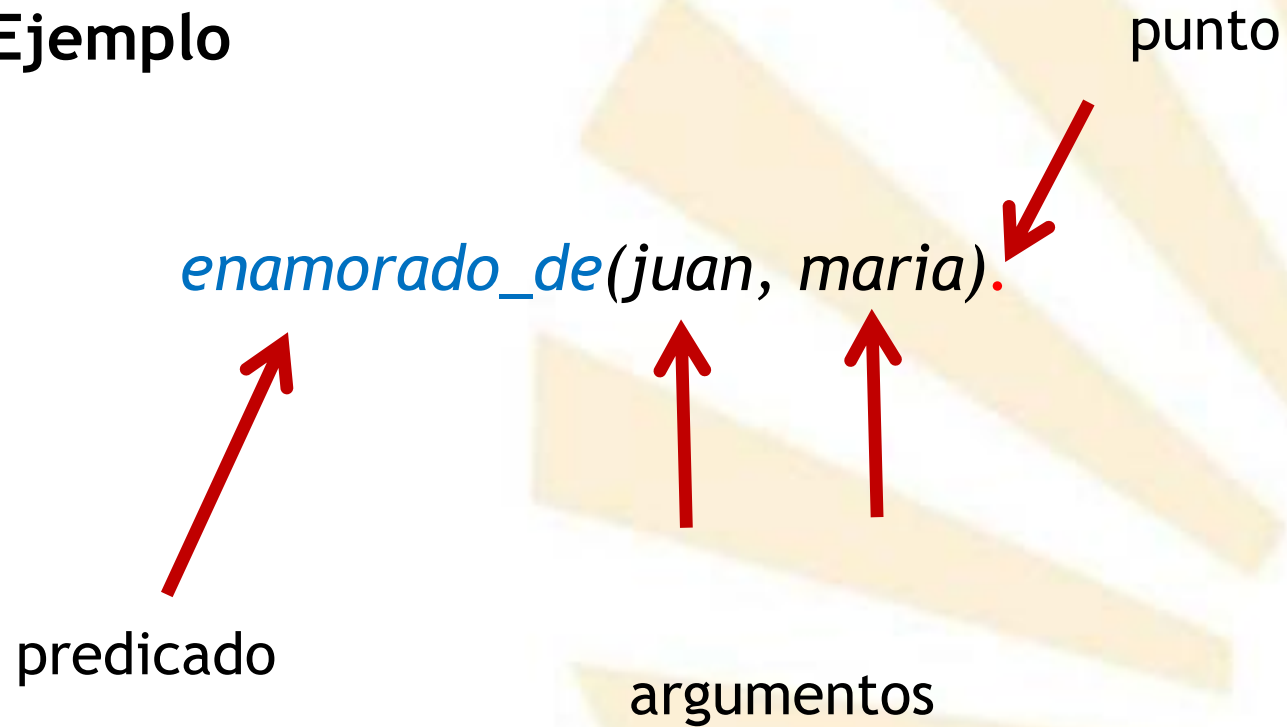 Ejemplo
punto
enamorado_de(juan, maria).
predicado
argumentos